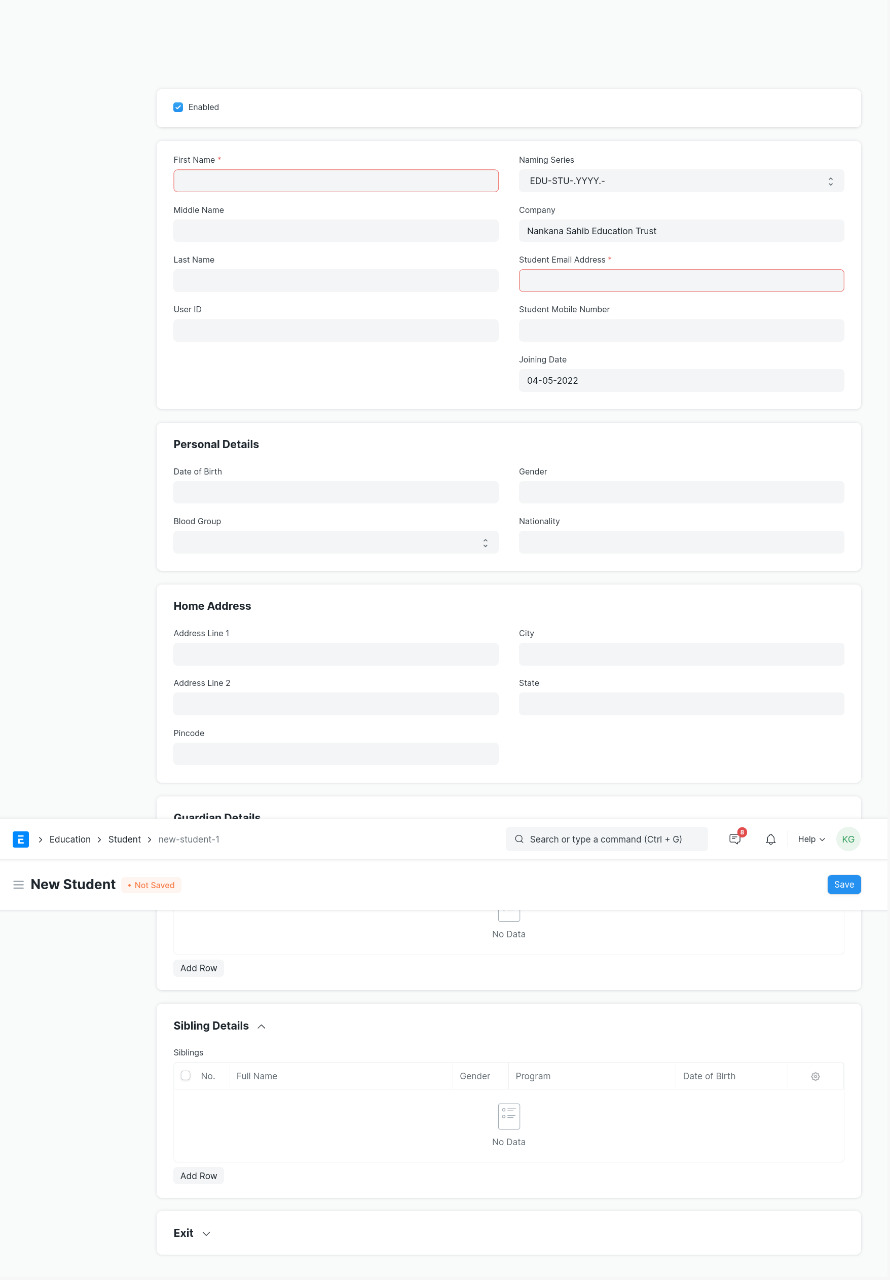 Enabled
First Name *
Naming Series
EDU-STU-.YYYY.-
Middle Name
Company
Nankana Sahib Education Trust
Last Name
Student Email Address *
User ID
Student Mobile Number
Joining Date
04-05-2022
Personal Details
Date of Birth
Gender
Blood Group
Nationality
Home Address
Address Line 1
City
Address Line 2
State
Pincode
Guardian Details
E
Education
Student
new-student-1
Search or type a command (Ctrl + G)
8
Help
KG
New Student
• Not Saved
Save
No Data
Add Row
Sibling Details
Siblings
No. Full Name Gender Program Date of Birth
No Data
Add Row
Exit